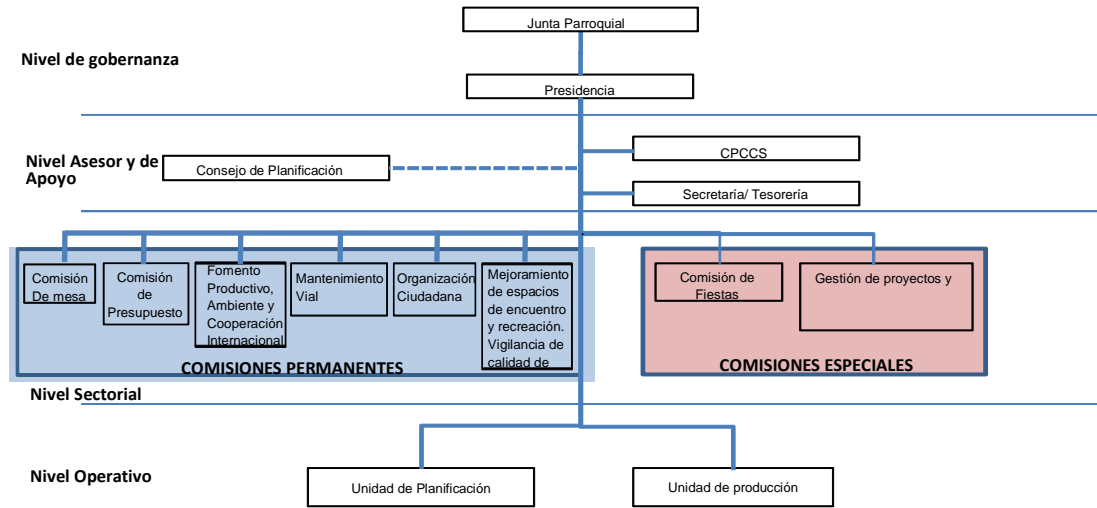 Junta Parroquial
Nivel de gobernanza
Presidencia
Nivel Asesor y de
Apoyo
Consejo de Planificación
CPCCS
Secretaría/ Tesorería
Comisión
De mesa
Comisión
de
Presupuesto
Fomento
Productivo,
Ambiente y
Cooperación
Internacional
Mantenimiento
Vial
Organización
Ciudadana
Mejoramiento
de espacios
de encuentro
y recreación.
Vigilancia de
calidad de
COMISIONES PERMANENTES
Comisión de
Fiestas
Gestión de proyectos y
COMISIONES ESPECIALES
Nivel Sectorial
Nivel Operativo
Unidad de Planificación
Unidad de producción